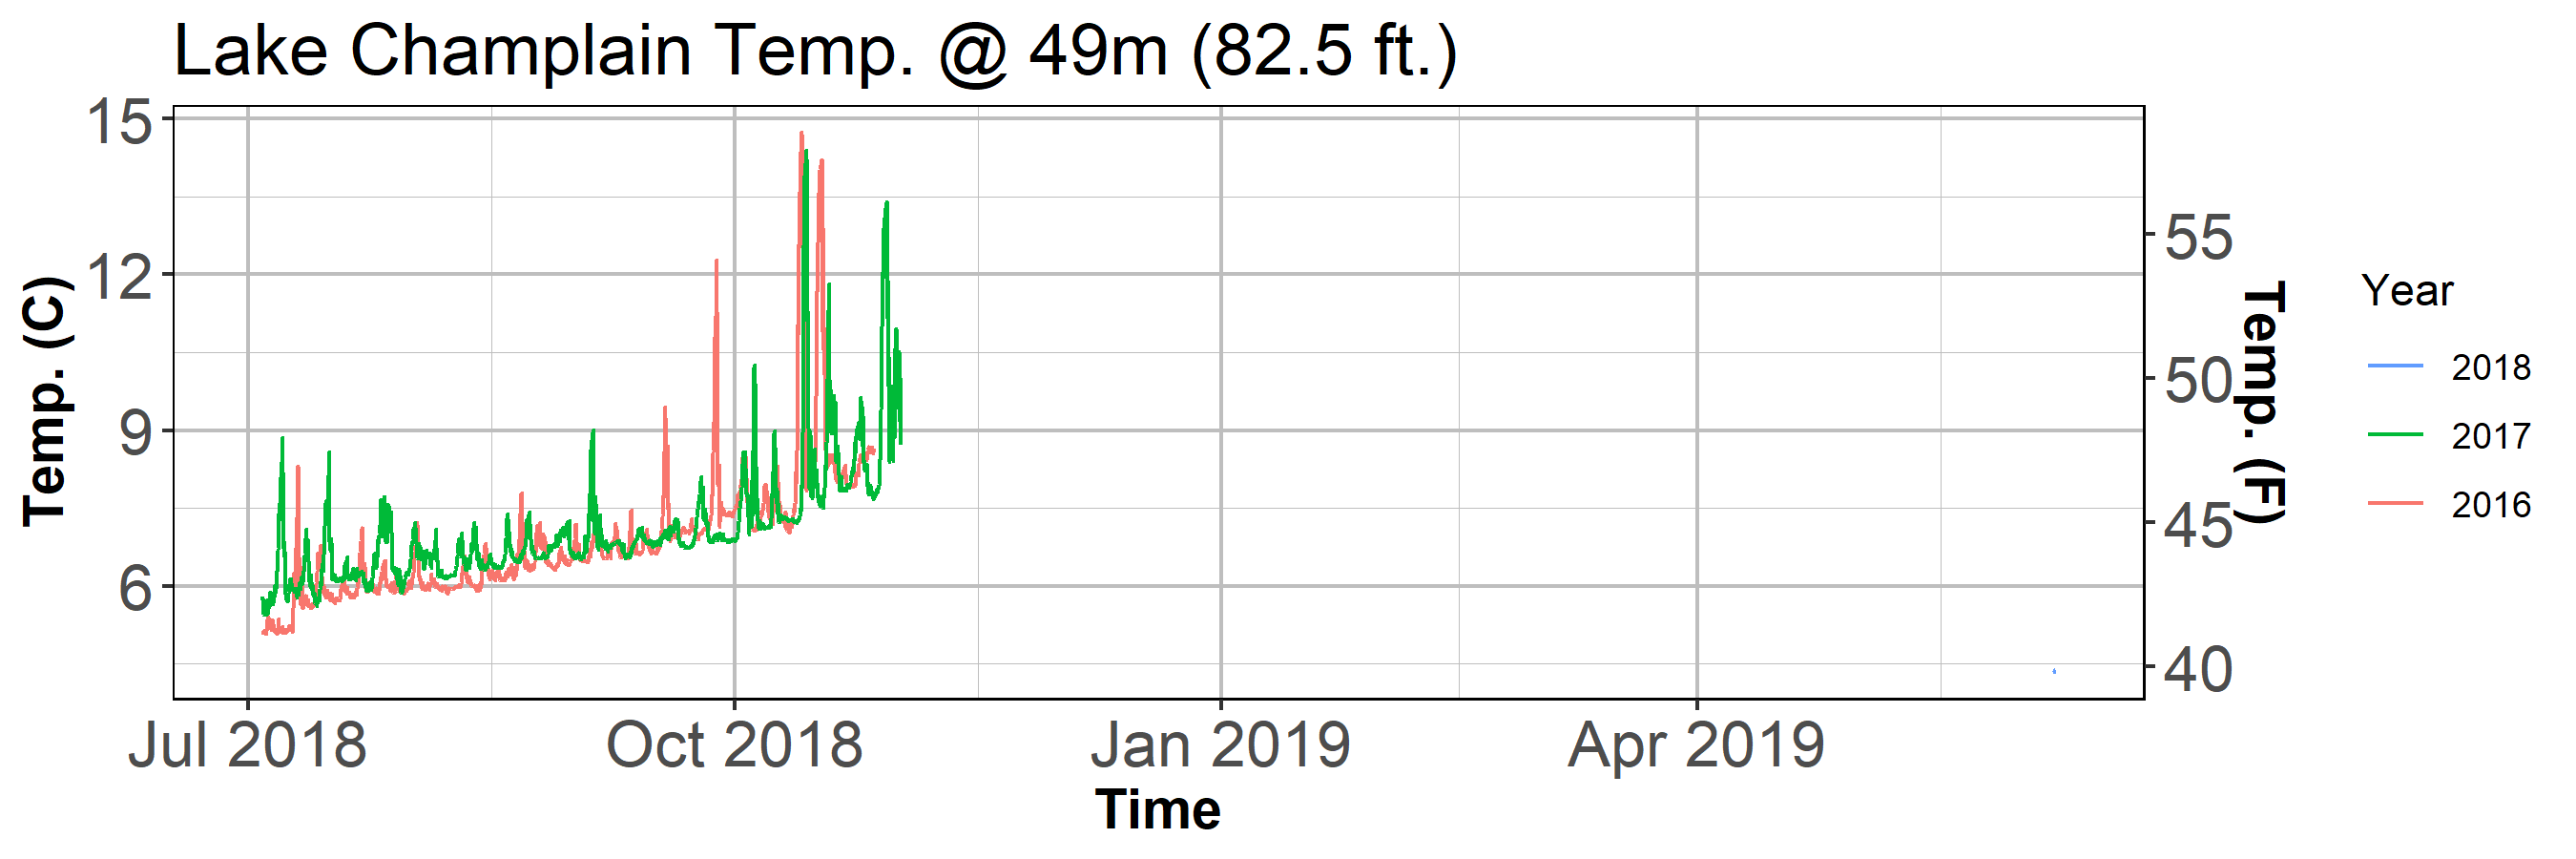 Lake Champlain Temp. @ 49m (82.5 ft.)
15
12
9
6
Temp. (C)
55
50
45
40
Temp. (F)
Jul 2018
Oct 2018
Jan 2019
Apr 2019
Time
Year
2018
2017
2016